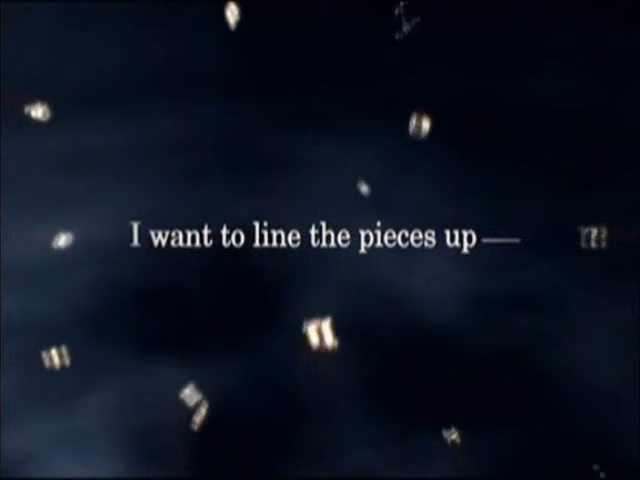 I want to line the pieces up—